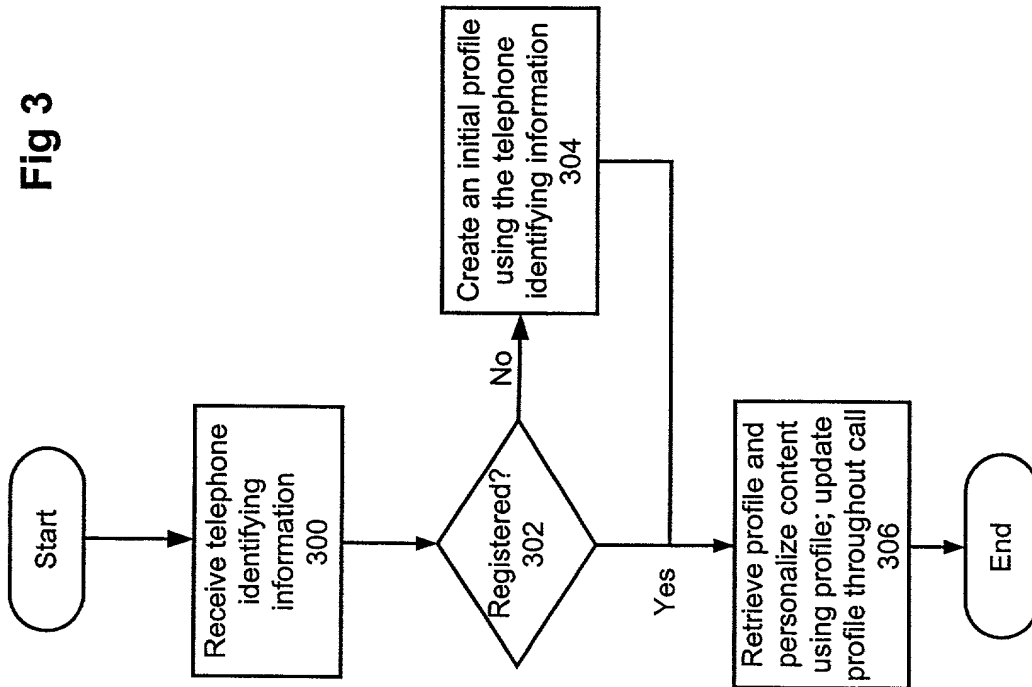 Fig 3
Start
Receive telephone
identifying
information
300
Registered?
302
No
Create an initial profile
using the telephone
identifying information
304
Yes
Retrieve profile and
personalize content
using profile; update
profile throughout call
306
End